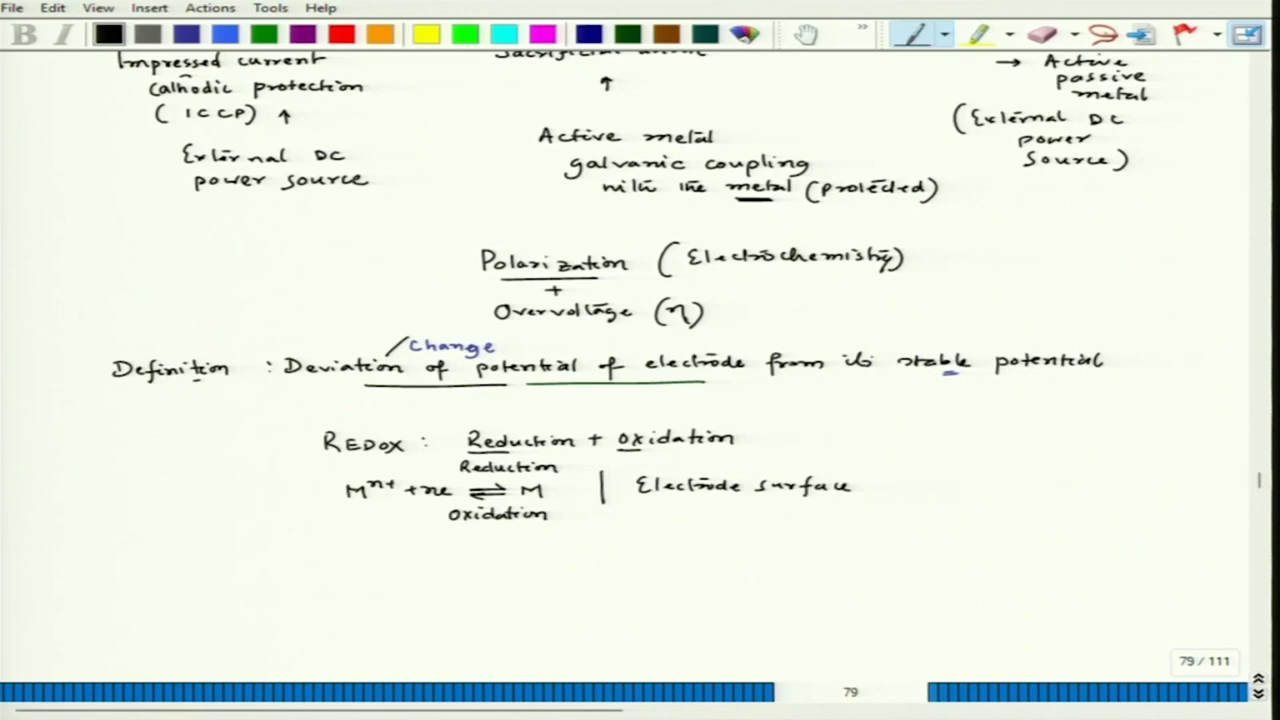 File Edit View Insert Actions Tools Help
B I
Impressed current
Cathodic protection
(ICCP) ↑
External DC
power source
↑
Active metal
galvanic coupling
with the metal (protected)
→ Active
passive
metal
(External DC
power
source)
Polarization (Electrochemistry)
+
Overvoltage (η)
Change
Definition : Deviation of potential of electrode from its stable potential
REDOX : Reduction + Oxidation
Reduction
Mⁿ⁺ + ne ⇌ M | Electrode surface
Oxidation
79 / 111
79